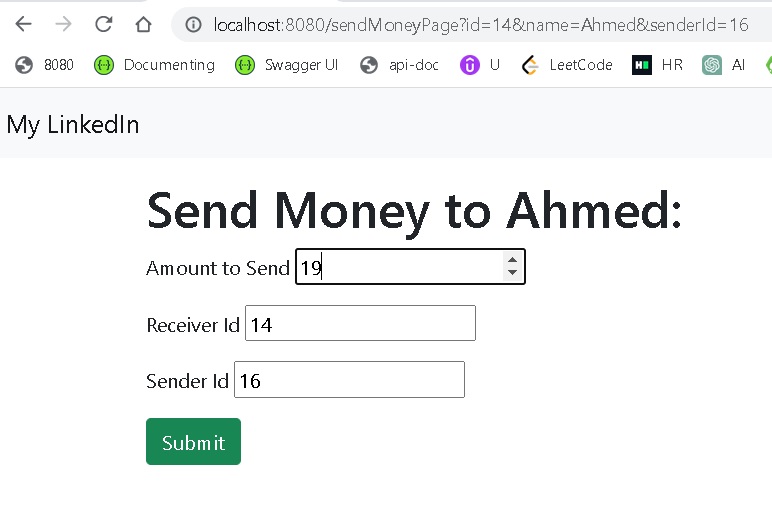 localhost:8080/sendMoneyPage?id=14&name=Ahmed&senderId=16
8080 Documenting Swagger UI api-doc U LeetCode HR AI
My LinkedIn
Send Money to Ahmed:
Amount to Send 19
Receiver Id 14
Sender Id 16
Submit